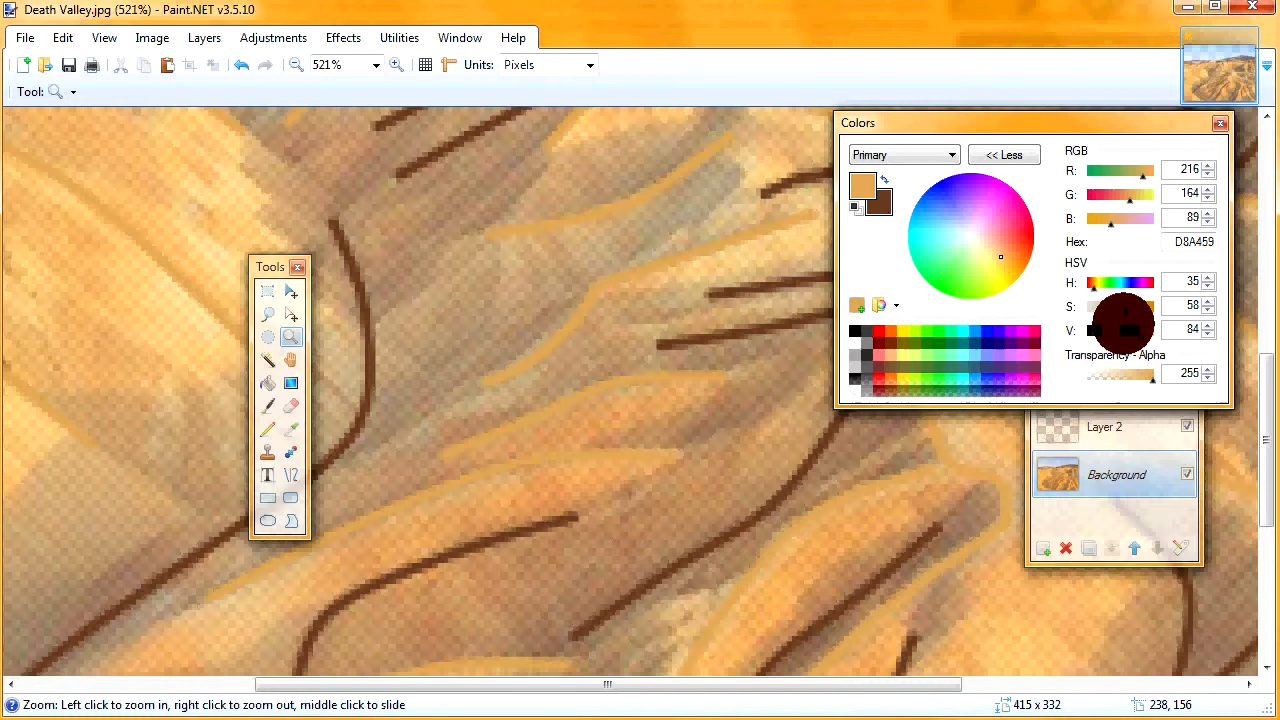 Death Valley.jpg (521%) - Paint.NET v3.5.10
File Edit View Image Layers Adjustments Effects Utilities Window Help
521% Units: Pixels
Tool:
Colors
Primary << Less
RGB
R: 216
G: 164
B: 89
Hex: D8A459
HSV
H: 35
S: 58
V: 84
Transparency - Alpha
255
Tools
T
Layer 2
Background
Zoom: Left click to zoom in, right click to zoom out, middle click to slide
415 x 332
238, 156